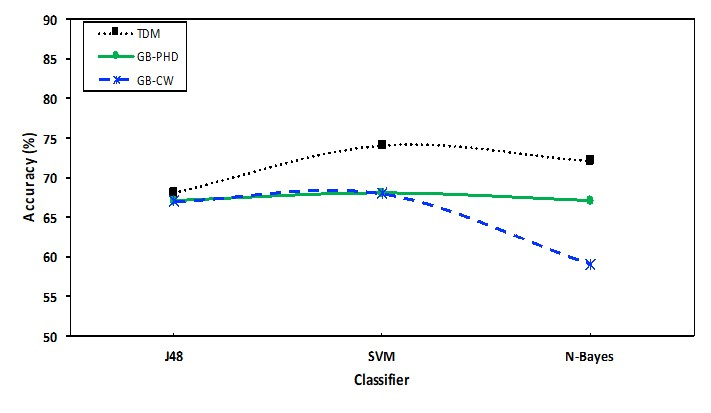 90
85
80
75
70
65
60
55
50
Accuracy (%)
TDM
GB-PHD
GB-CW
J48 SVM N-Bayes
Classifier